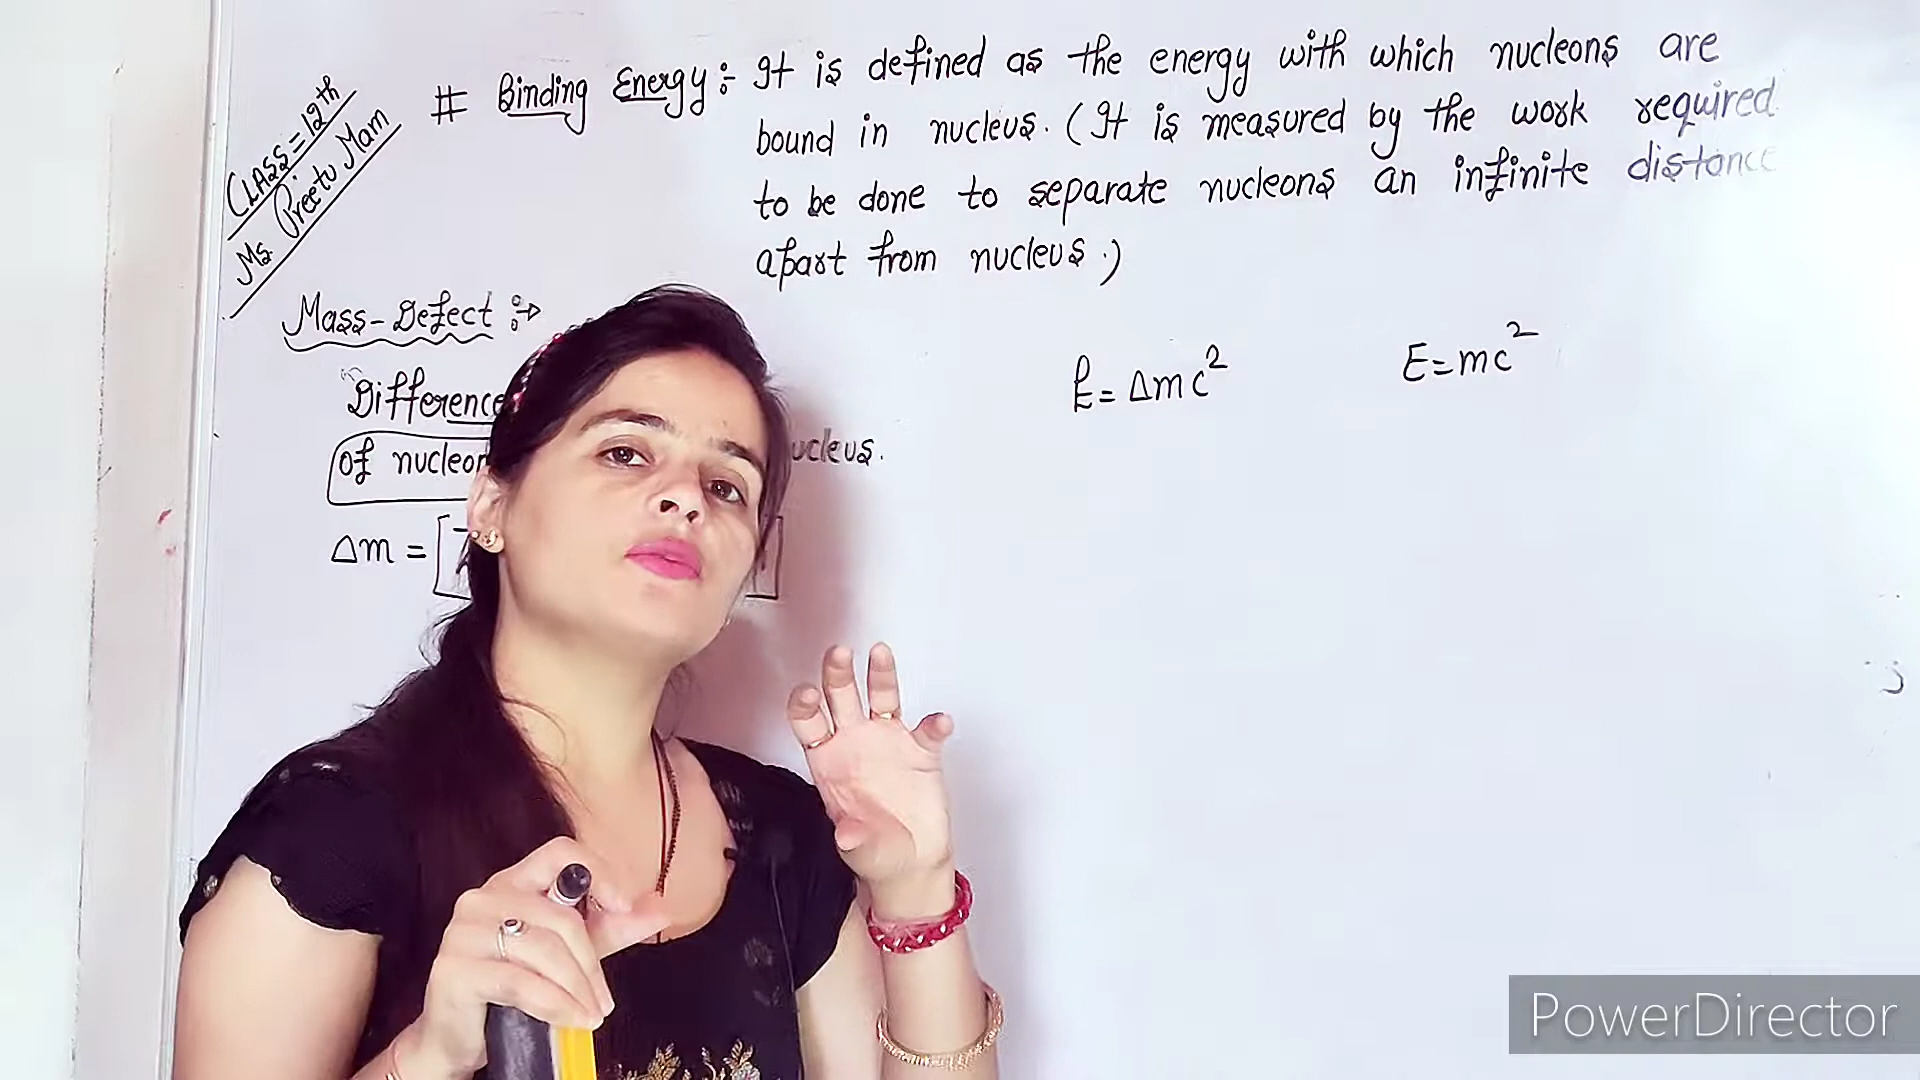 CLASS = 12th
Ms. Preetu Mam
# Binding Energy :- It is defined as the energy with which nucleons are
bound in nucleus. (It is measured by the work required
to be done to separate nucleons an infinite distance
apart from nucleus.)
Mass-Defect :→
Difference
of nucleon
ucleus.
Δm = [
]
E = Δmc²
E = mc²
PowerDirector